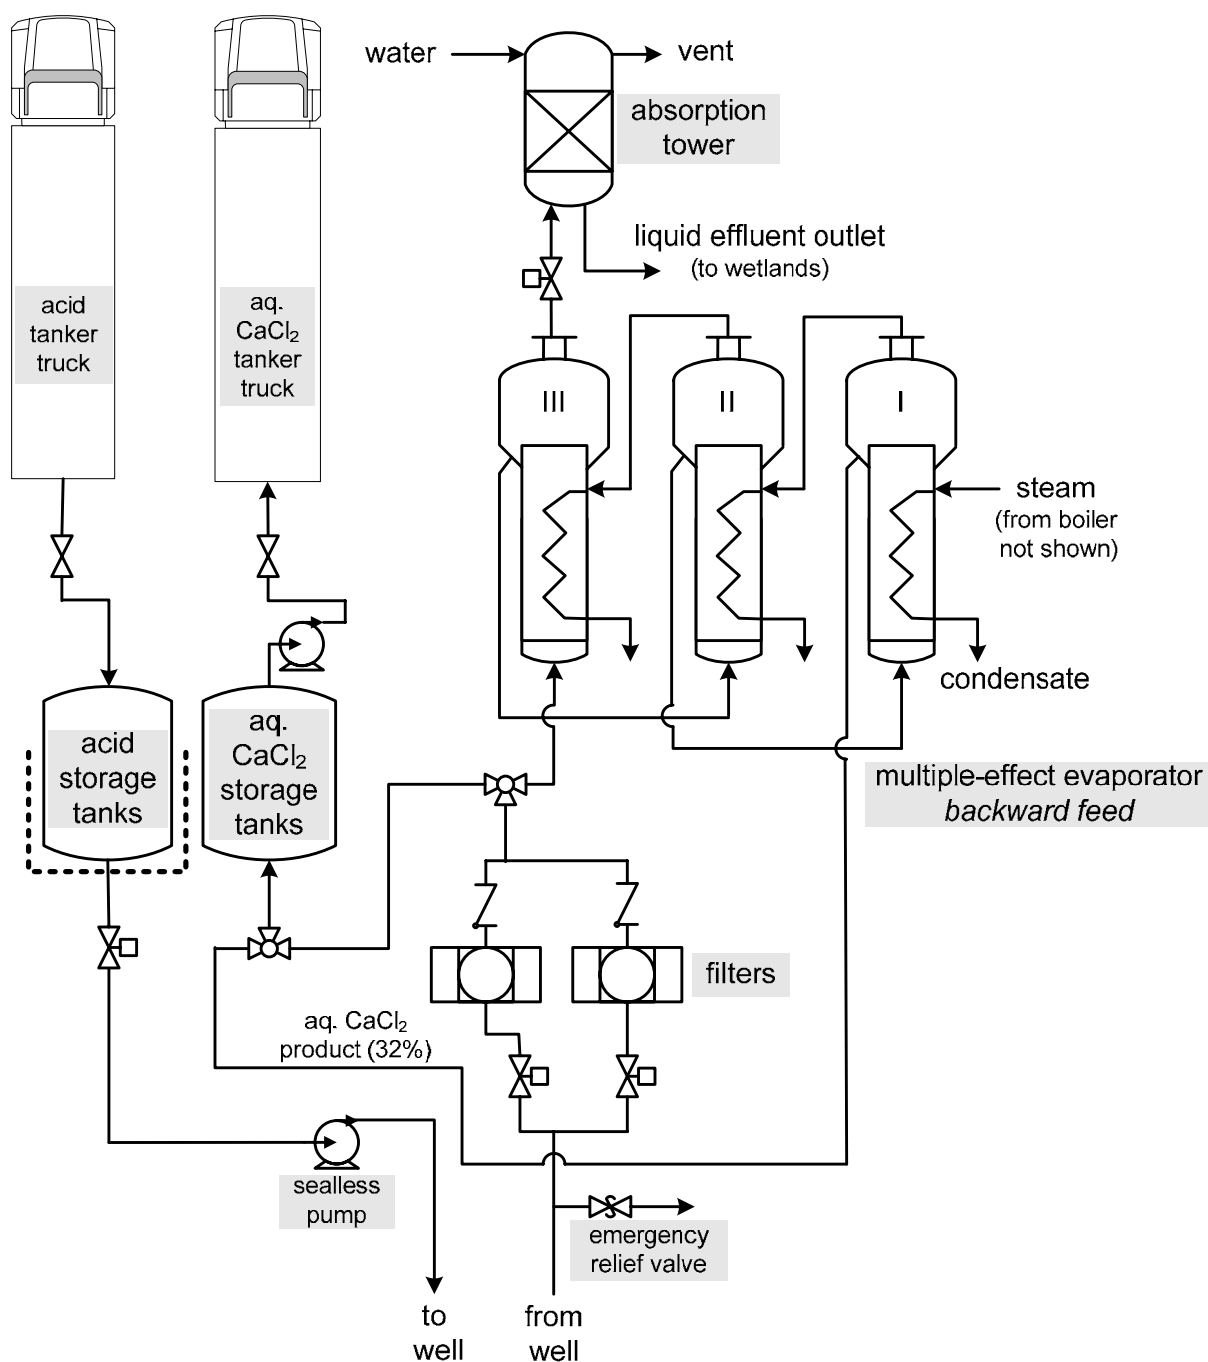 water
vent
absorption
tower
liquid effluent outlet
(to wetlands)
acid
tanker
truck
aq.
CaCl₂
tanker
truck
III
II
I
steam
(from boiler
not shown)
condensate
acid
storage
tanks
aq.
CaCl₂
storage
tanks
multiple-effect evaporator
backward feed
filters
aq. CaCl₂
product (32%)
sealless
pump
emergency
relief valve
to
well
from
well